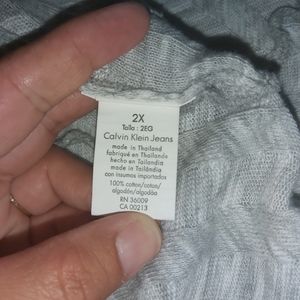 2X
Talla : 2EG
Calvin Klein Jeans
made in Thailand
fabriqué en Thaïlande
hecho en Tailandia
made in Tailândia
con insumos importados
100% cotton/coton/
algodón/algodão
RN 36009
CA 00213